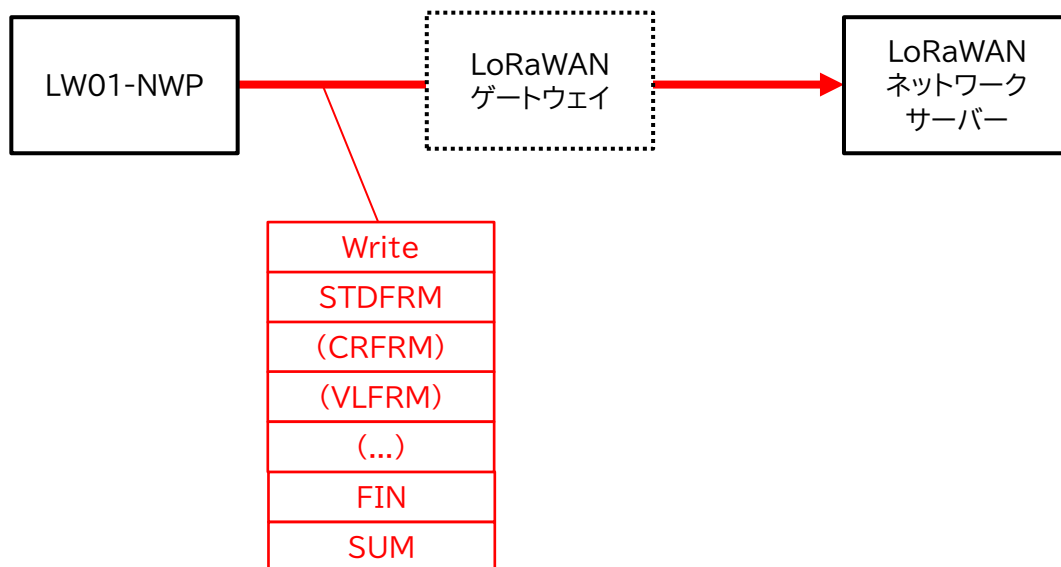 LW01-NWP
LoRaWAN
ゲートウェイ
LoRaWAN
ネットワーク
サーバー
Write
STDFRM
(CRFRM)
(VLFRM)
(...)
FIN
SUM